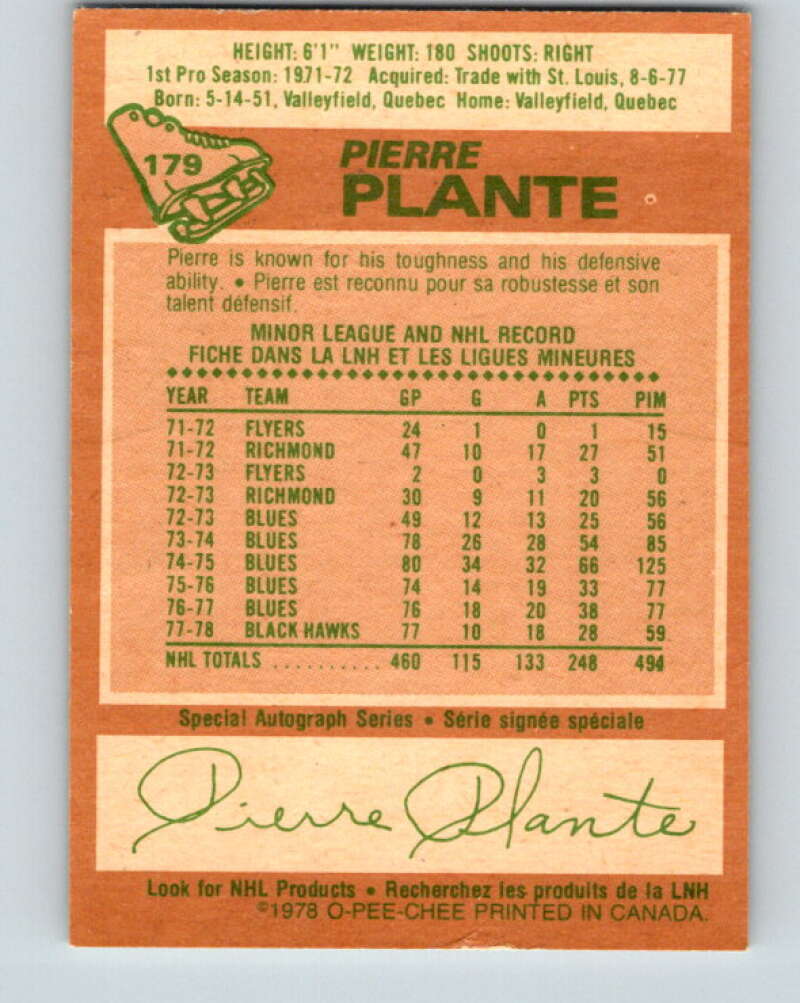 HEIGHT: 6'1" WEIGHT: 180 SHOOTS: RIGHT
1st Pro Season: 1971-72 Acquired: Trade with St. Louis, 8-6-77
Born: 5-14-51, Valleyfield, Quebec Home: Valleyfield, Quebec
179
PIERRE
PLANTE
Pierre is known for his toughness and his defensive
ability. • Pierre est reconnu pour sa robustesse et son
talent défensif.
MINOR LEAGUE AND NHL RECORD
FICHE DANS LA LNH ET LES LIGUES MINEURES
YEAR TEAM GP G A PTS PIM
71-72 FLYERS 24 1 0 1 15
71-72 RICHMOND 47 10 17 27 51
72-73 FLYERS 2 0 3 3 0
72-73 RICHMOND 30 9 11 20 56
72-73 BLUES 49 12 13 25 56
73-74 BLUES 78 26 28 54 85
74-75 BLUES 80 34 32 66 125
75-76 BLUES 74 14 19 33 77
76-77 BLUES 76 18 20 38 77
77-78 BLACK HAWKS 77 10 18 28 59
NHL TOTALS .......... 460 115 133 248 494
Special Autograph Series • Série signée spéciale
Pierre Plante
Look for NHL Products • Recherchez les produits de la LNH
©1978 O-PEE-CHEE PRINTED IN CANADA.